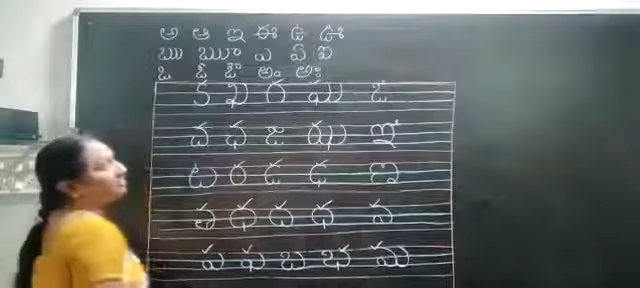 అ ఆ ఇ ఈ ఉ ఊ
ఋ ౠ ఎ ఏ ఐ
ఒ ఓ ఔ అం అః
క ఖ గ ఘ ఙ
చ ఛ జ ఝ ఞ
ట ఠ డ ఢ ణ
త థ ద ధ న
ప ఫ బ భ మ